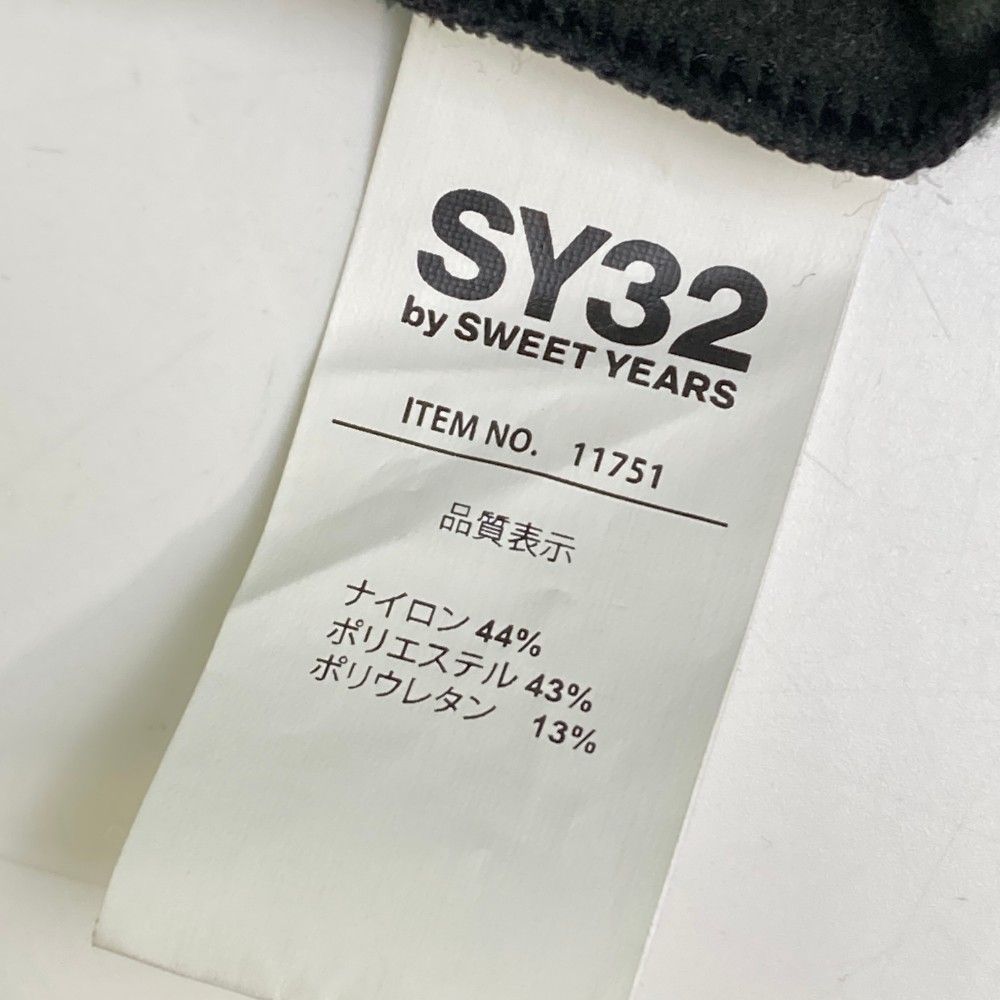 SY32
by SWEET YEARS
ITEM NO. 11751
品質表示
ナイロン 44%
ポリエステル 43%
ポリウレタン 13%